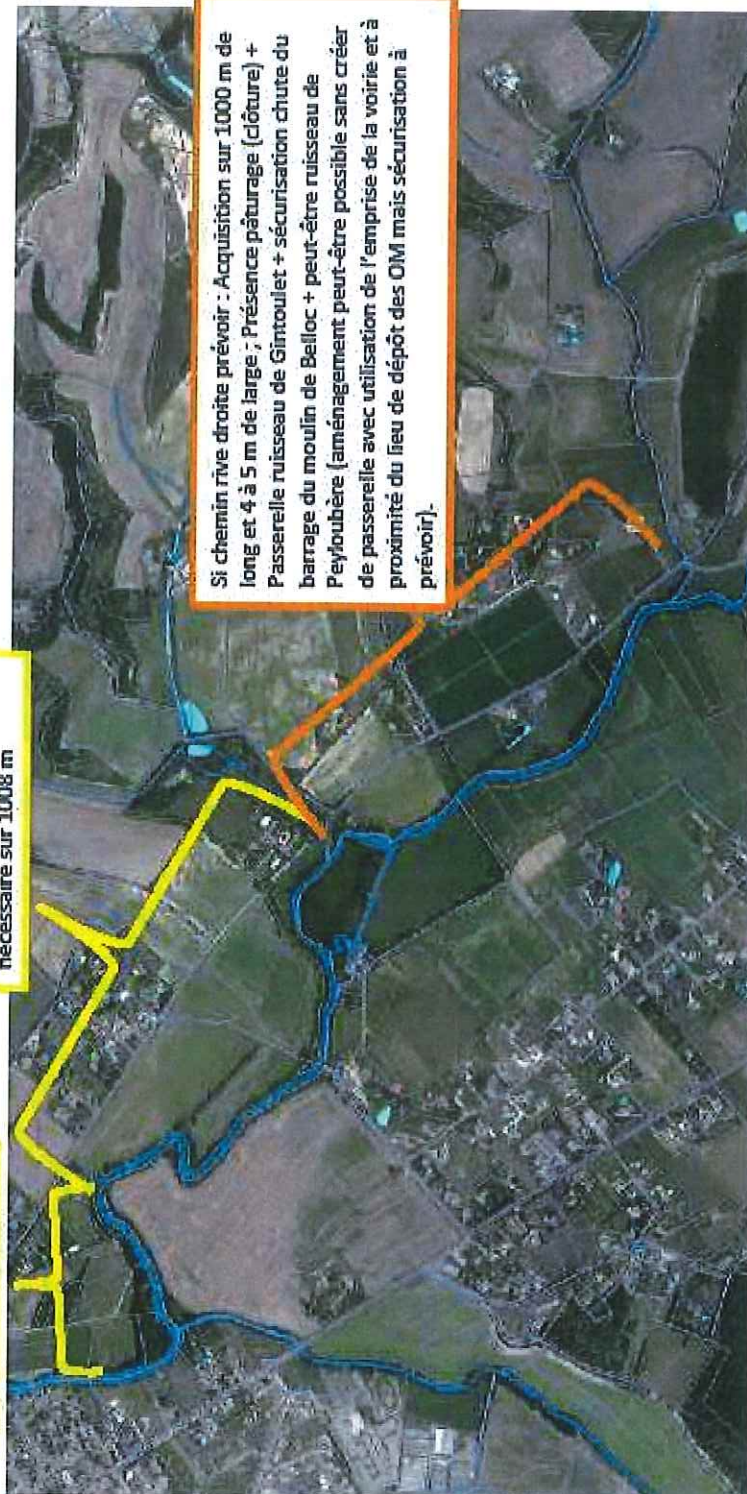 nécessaire sur 1008 m
Si chemin rive droite prévoir : Acquisition sur 1000 m de
long et 4 à 5 m de large ; Présence pâturage (clôture) +
Passerelle ruisseau de Gintoulet + sécurisation chute du
barrage du moulin de Belloc + peut-être ruisseau de
Peyloubère (aménagement peut-être possible sans créer
de passerelle avec utilisation de l'emprise de la voirie et à
proximité du lieu de dépôt des OM mais sécurisation à
prévoir).